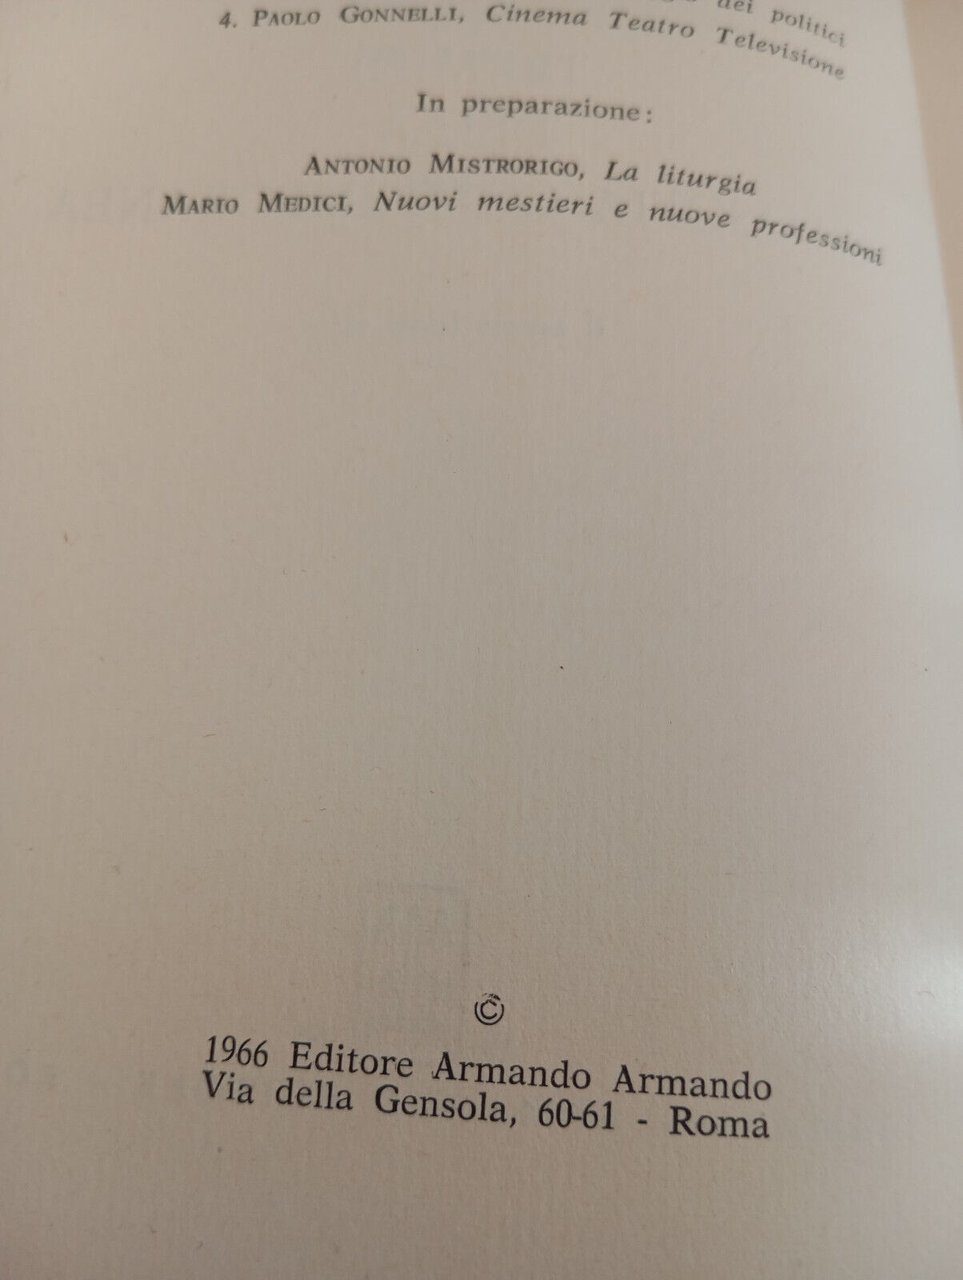 dei politici
4. PAOLO GONNELLI, Cinema Teatro Televisione
In preparazione:
ANTONIO MISTRORIGO, La liturgia
MARIO MEDICI, Nuovi mestieri e nuove professioni
©
1966 Editore Armando Armando
Via della Gensola, 60-61 - Roma